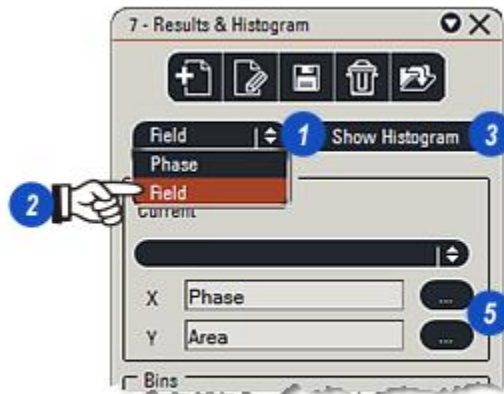 7 - Results & Histogram
Field
1
Show Histogram
3
Phase
2
Field
Current
X
Phase
5
Y
Area
...
...
Bins